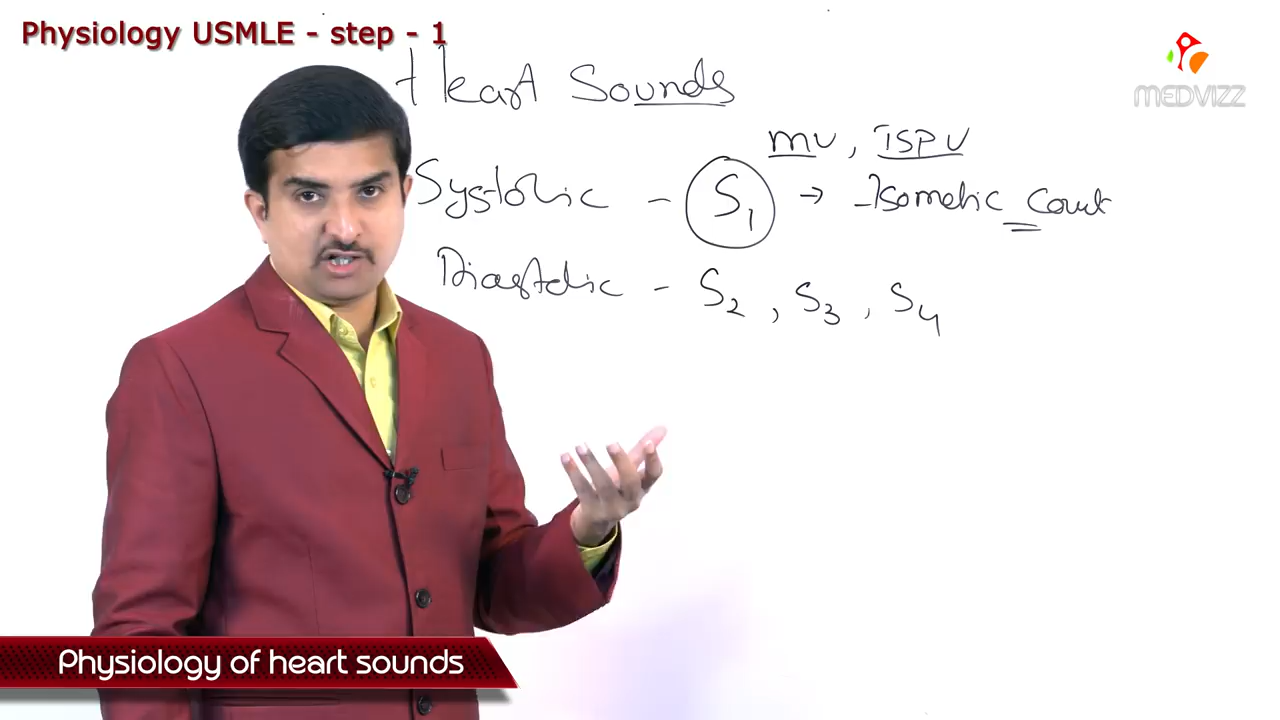 Physiology USMLE - step - 1
MEDVIZZ
Heart Sounds
mv, TSPV
Systolic - S1 → Isometric Cont
Diastolic - S2, S3, S4
Physiology of heart sounds